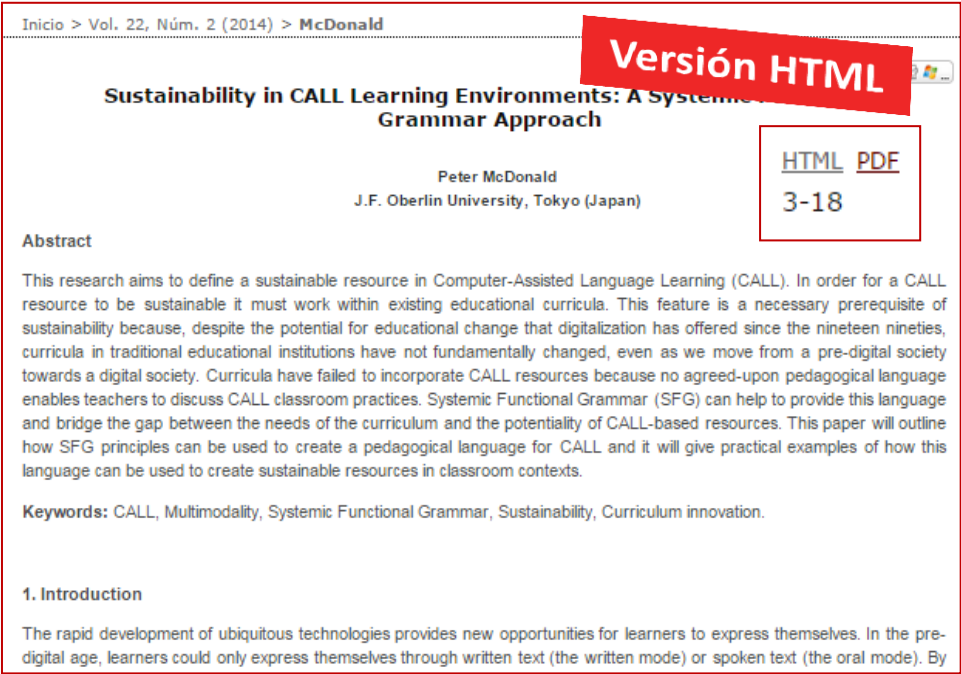 Inicio > Vol. 22, Núm. 2 (2014) > McDonald
Versión HTML
Sustainability in CALL Learning Environments: A Systemic
Grammar Approach
HTML PDF
3-18
Peter McDonald
J.F. Oberlin University, Tokyo (Japan)
Abstract
This research aims to define a sustainable resource in Computer-Assisted Language Learning (CALL). In order for a CALL
resource to be sustainable it must work within existing educational curricula. This feature is a necessary prerequisite of
sustainability because, despite the potential for educational change that digitalization has offered since the nineteen nineties,
curricula in traditional educational institutions have not fundamentally changed, even as we move from a pre-digital society
towards a digital society. Curricula have failed to incorporate CALL resources because no agreed-upon pedagogical language
enables teachers to discuss CALL classroom practices. Systemic Functional Grammar (SFG) can help to provide this language
and bridge the gap between the needs of the curriculum and the potentiality of CALL-based resources. This paper will outline
how SFG principles can be used to create a pedagogical language for CALL and it will give practical examples of how this
language can be used to create sustainable resources in classroom contexts.
Keywords: CALL, Multimodality, Systemic Functional Grammar, Sustainability, Curriculum innovation.
1. Introduction
The rapid development of ubiquitous technologies provides new opportunities for learners to express themselves. In the pre-
digital age, learners could only express themselves through written text (the written mode) or spoken text (the oral mode). By